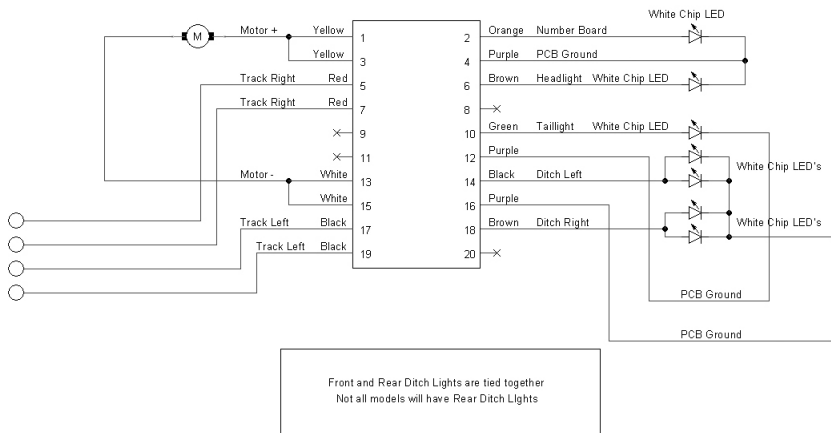 White Chip LED
Motor + Yellow 1 2 Orange Number Board
M
Yellow 3 4 Purple PCB Ground
Track Right Red 5 6 Brown Headlight White Chip LED
Track Right Red 7 8
9 10 Green Taillight White Chip LED
11 12 Purple
White Chip LED's
Motor - White 13 14 Black Ditch Left
White 15 16 Purple
Track Left Black 17 18 Brown Ditch Right
White Chip LED's
Track Left Black 19 20
PCB Ground
PCB Ground
Front and Rear Ditch Lights are tied together
Not all models will have Rear Ditch LIghts